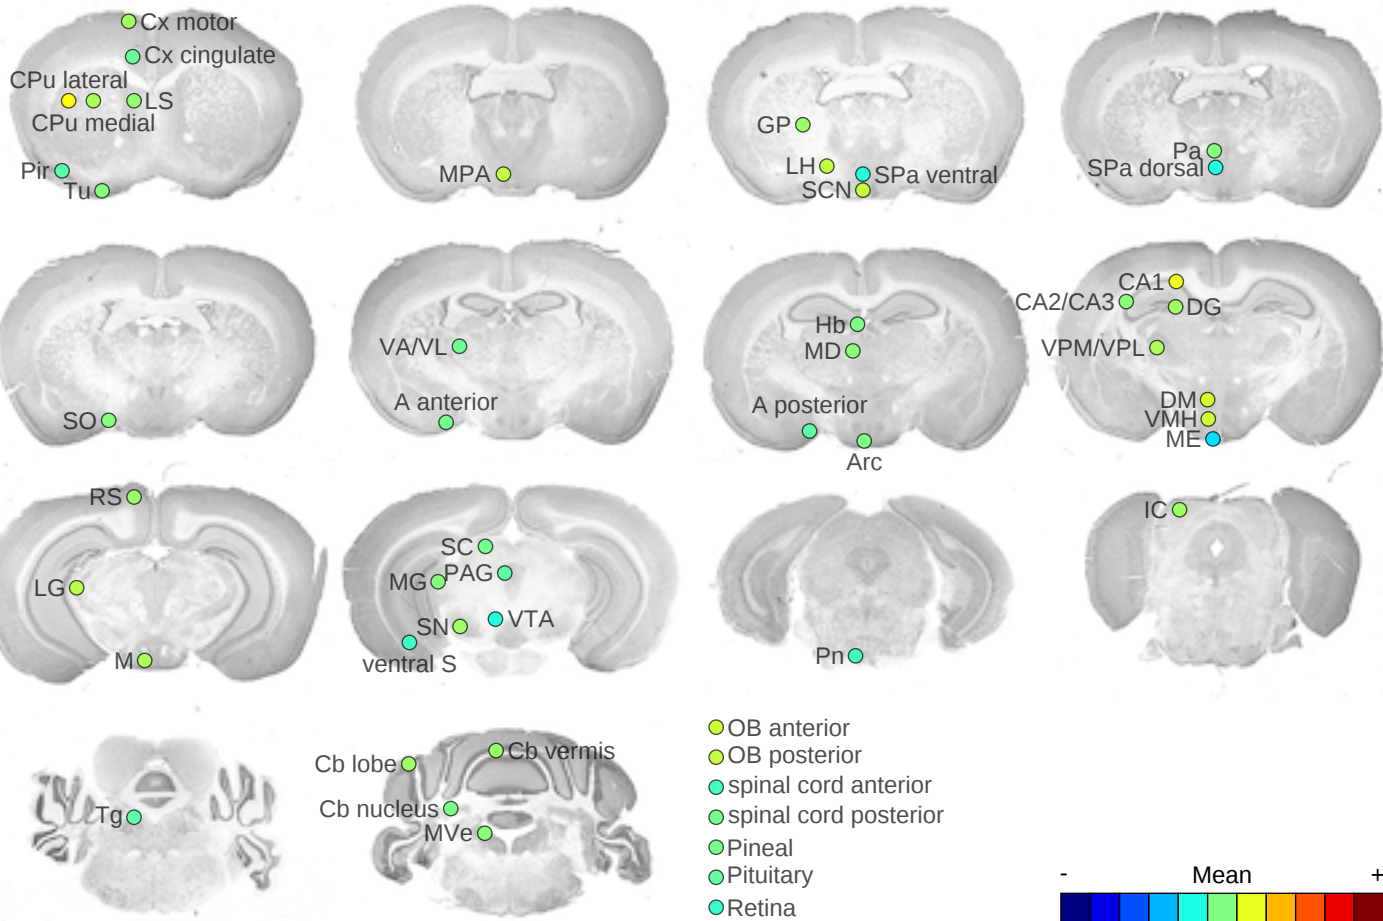 Cx motor
Cx cingulate
CPu lateral
LS
CPu medial
Pir
Tu
MPA
GP
LH
SPa ventral
SCN
Pa
SPa dorsal
SO
VA/VL
A anterior
Hb
MD
A posterior
Arc
CA1
CA2/CA3
DG
VPM/VPL
DM
VMH
ME
RS
LG
M
SC
PAG
MG
VTA
SN
ventral S
Pn
IC
Tg
Cb vermis
Cb lobe
Cb nucleus
MVe
OB anterior
OB posterior
spinal cord anterior
spinal cord posterior
Pineal
Pituitary
Retina
- Mean +